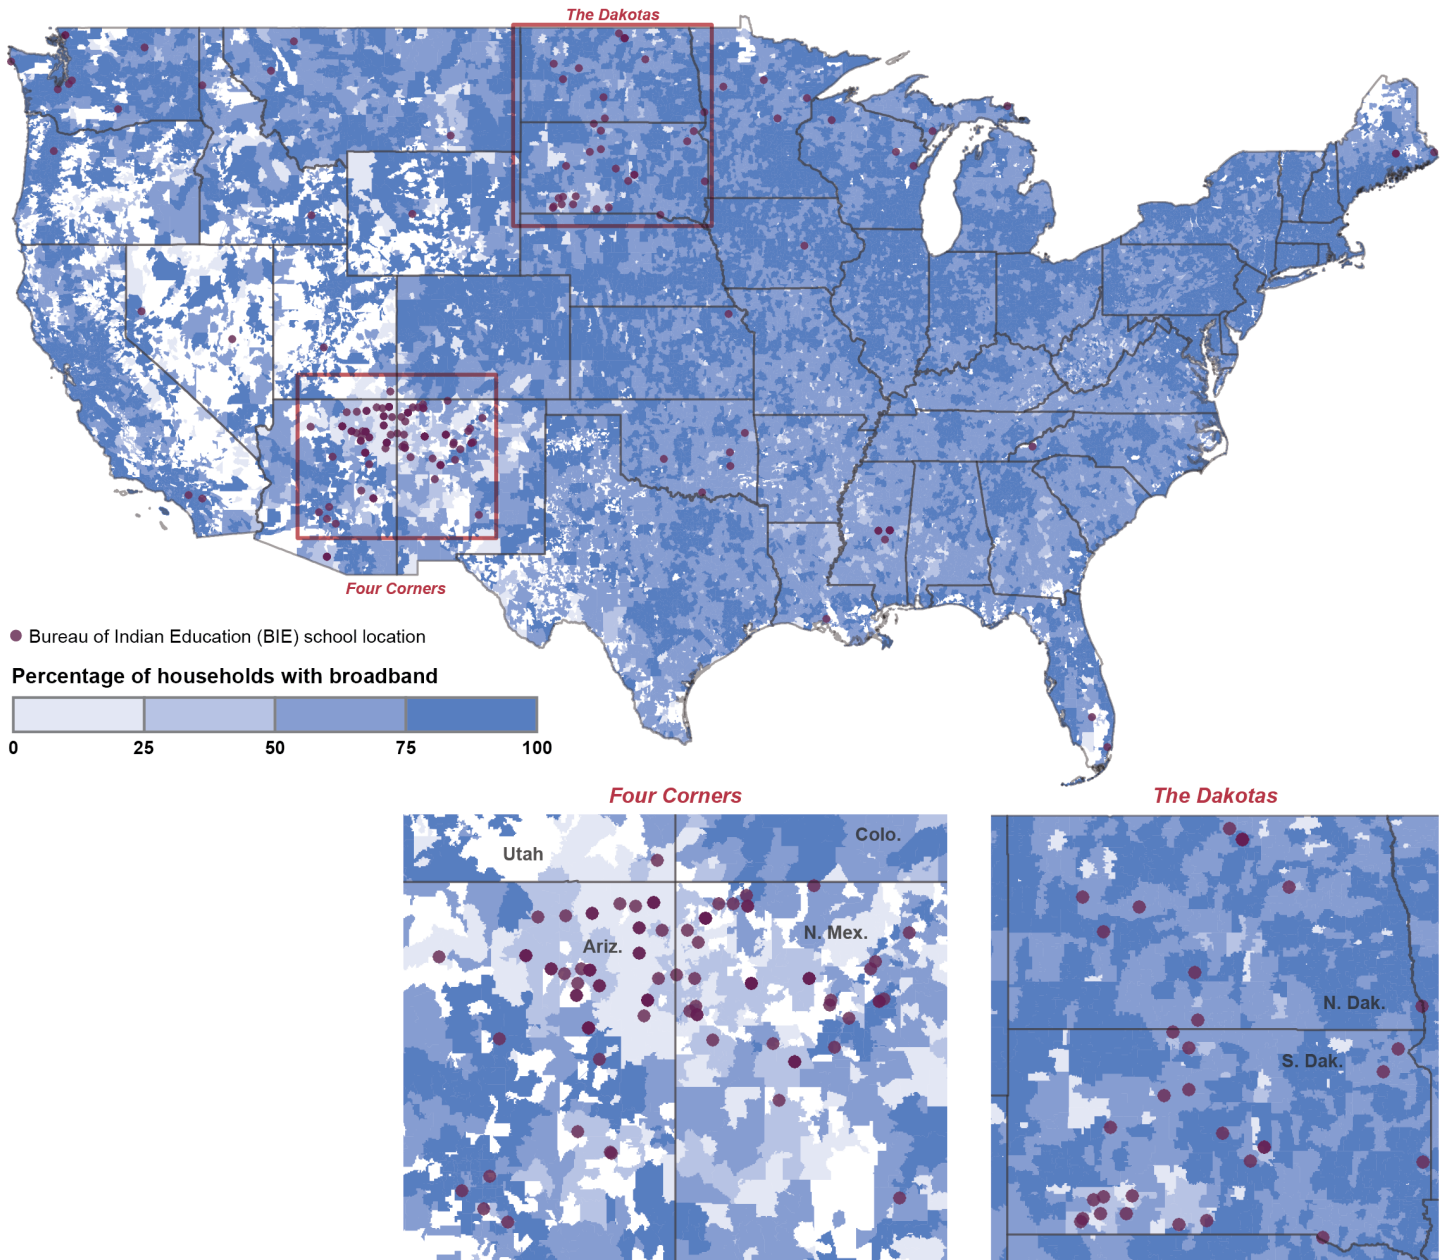 The Dakotas
Four Corners
Bureau of Indian Education (BIE) school location
Percentage of households with broadband
0 25 50 75 100
Four Corners
The Dakotas
Utah
Colo.
Ariz.
N. Mex.
N. Dak.
S. Dak.